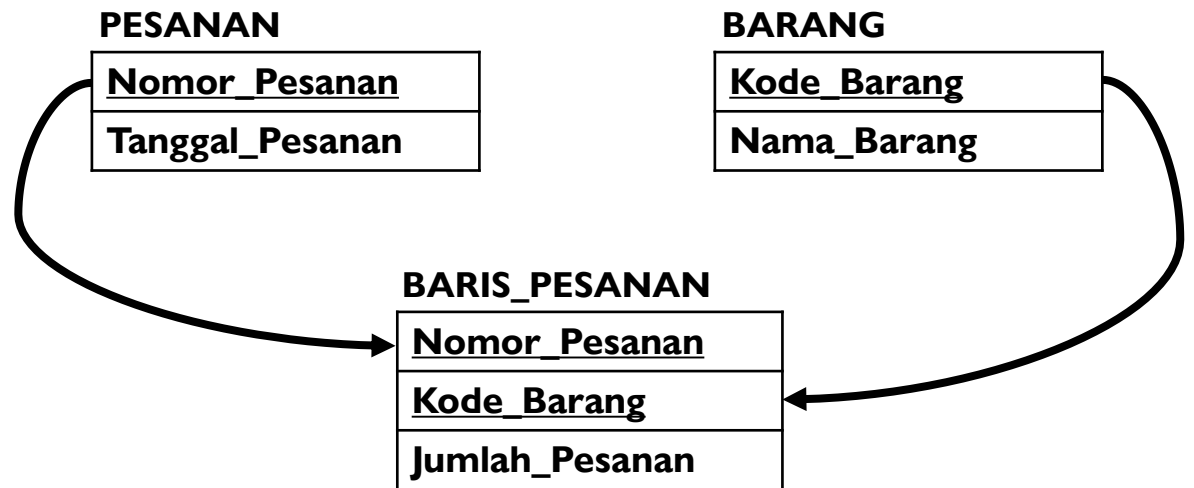 PESANAN
Nomor_Pesanan
Tanggal_Pesanan
BARANG
Kode_Barang
Nama_Barang
BARIS_PESANAN
Nomor_Pesanan
Kode_Barang
Jumlah_Pesanan